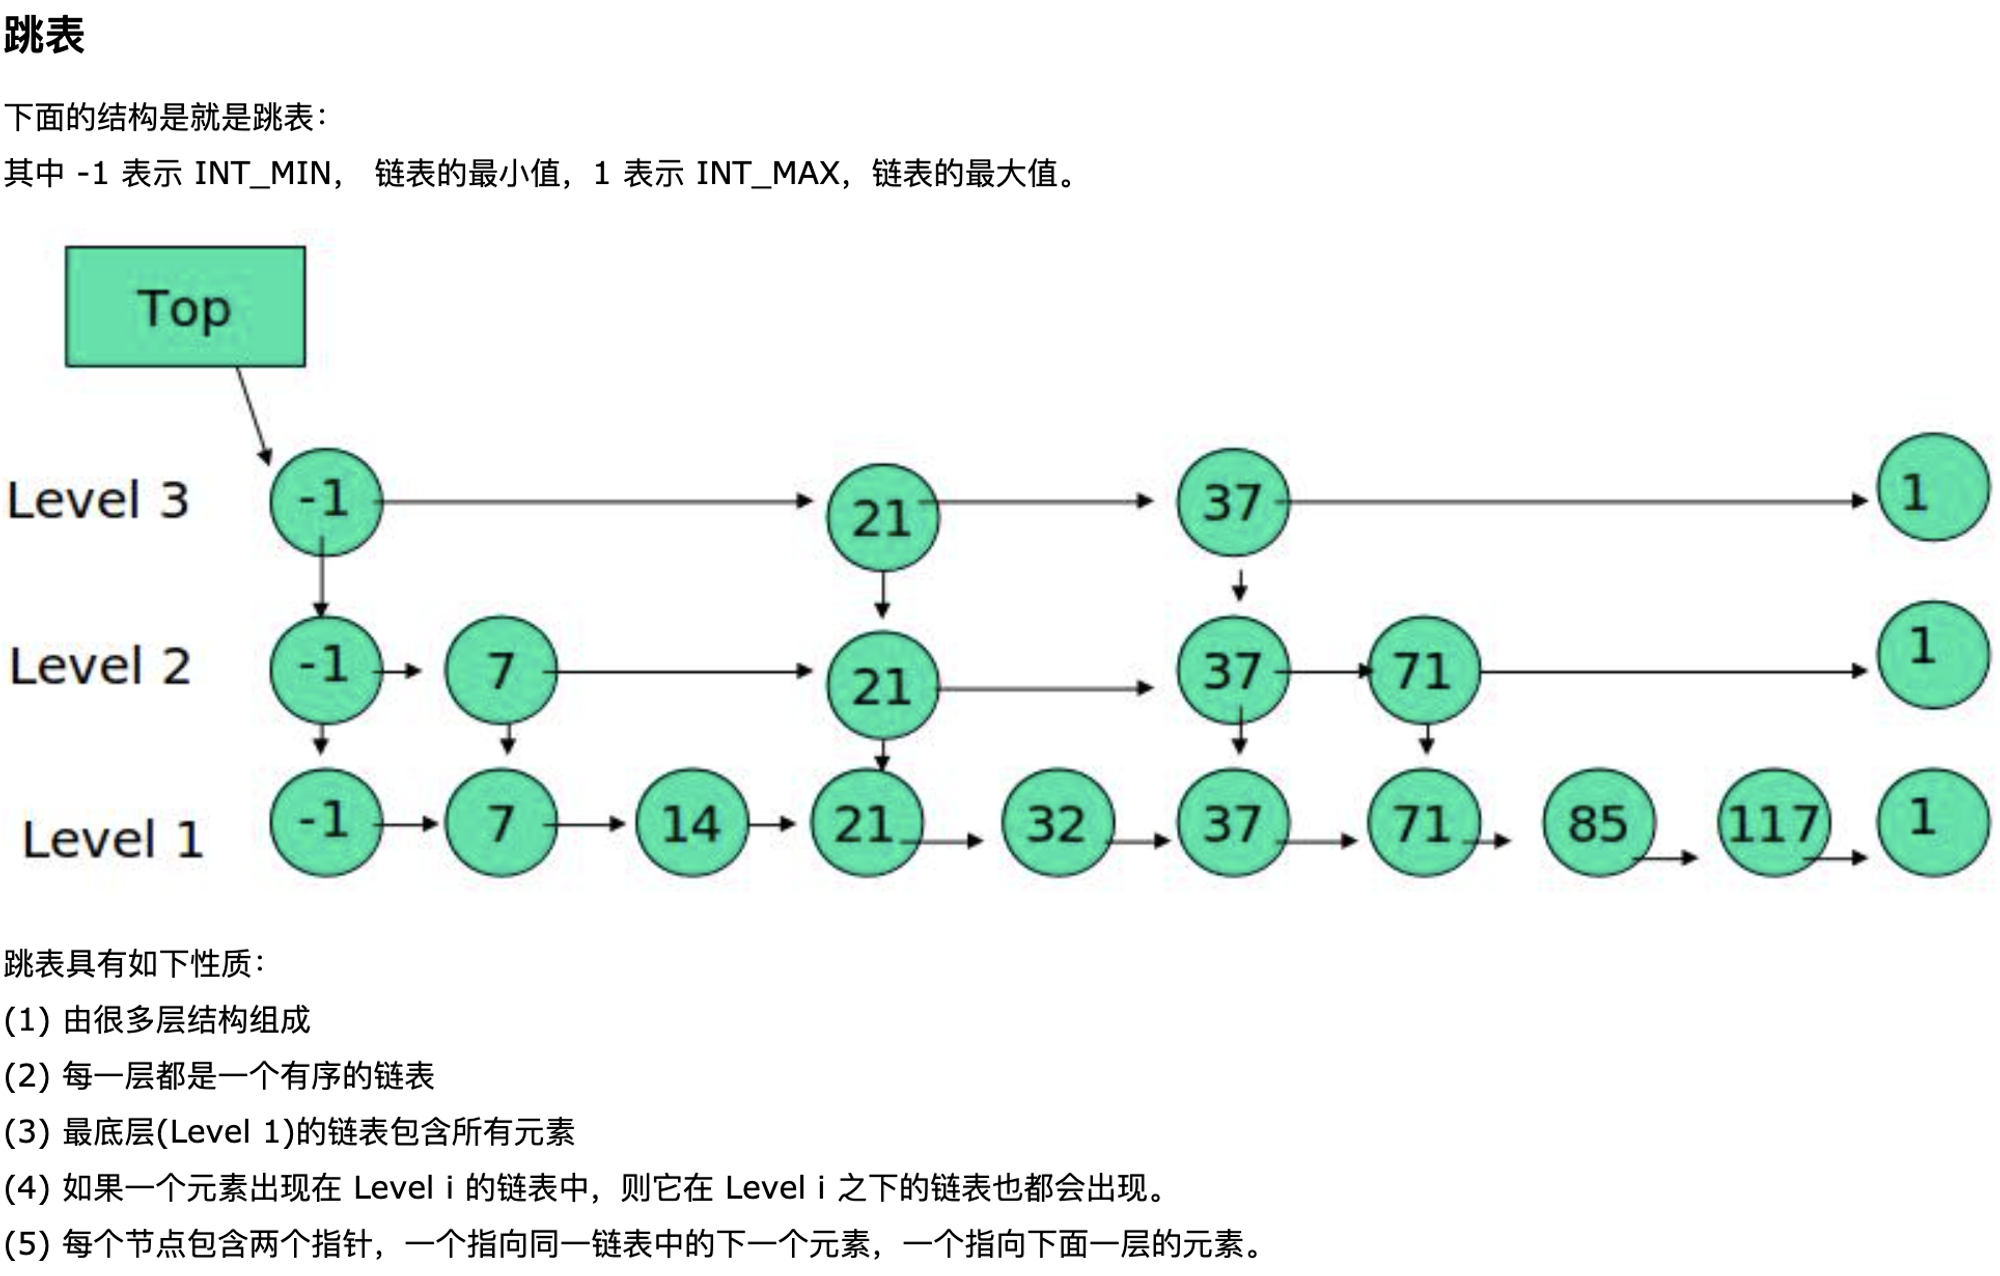 跳表
下面的结构是就是跳表：
其中 -1 表示 INT_MIN， 链表的最小值，1 表示 INT_MAX，链表的最大值。
Top
Level 3 -1 21 37 1
Level 2 -1 7 21 37 71 1
Level 1 -1 7 14 21 32 37 71 85 117 1
跳表具有如下性质：
(1) 由很多层结构组成
(2) 每一层都是一个有序的链表
(3) 最底层(Level 1)的链表包含所有元素
(4) 如果一个元素出现在 Level i 的链表中，则它在 Level i 之下的链表也都会出现。
(5) 每个节点包含两个指针，一个指向同一链表中的下一个元素，一个指向下面一层的元素。